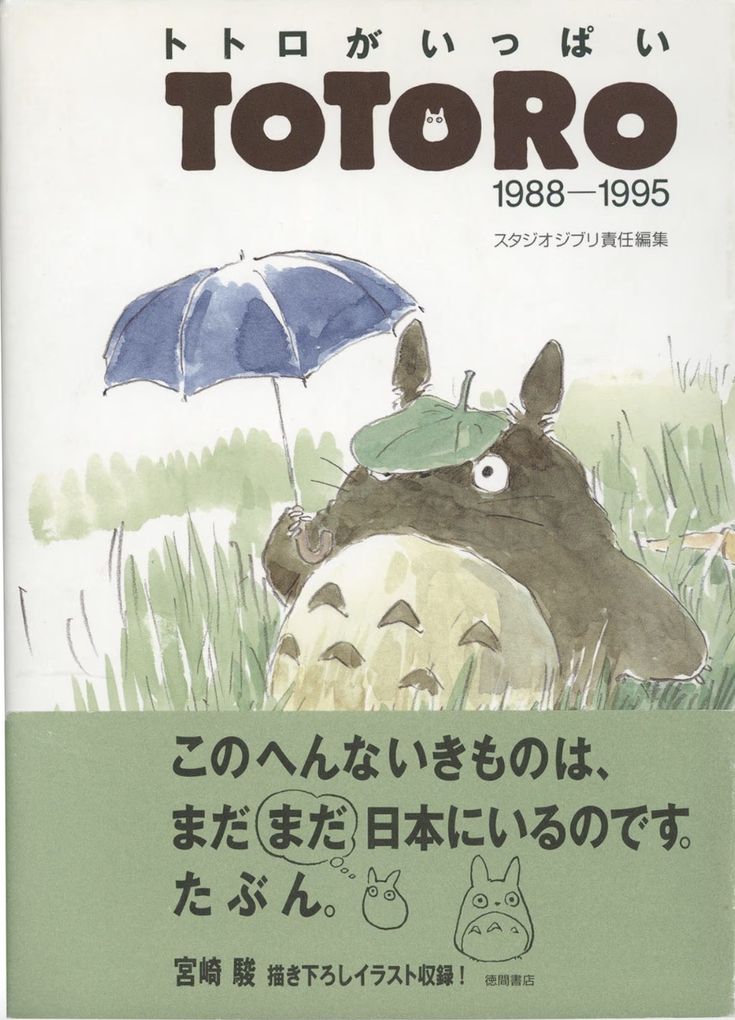 トトロがいっぱい
TOTORO
1988―1995
スタジオジブリ責任編集
このへんないきものは、
まだまだ日本にいるのです。
たぶん。
宮崎 駿 描き下ろしイラスト収録！ 徳間書店